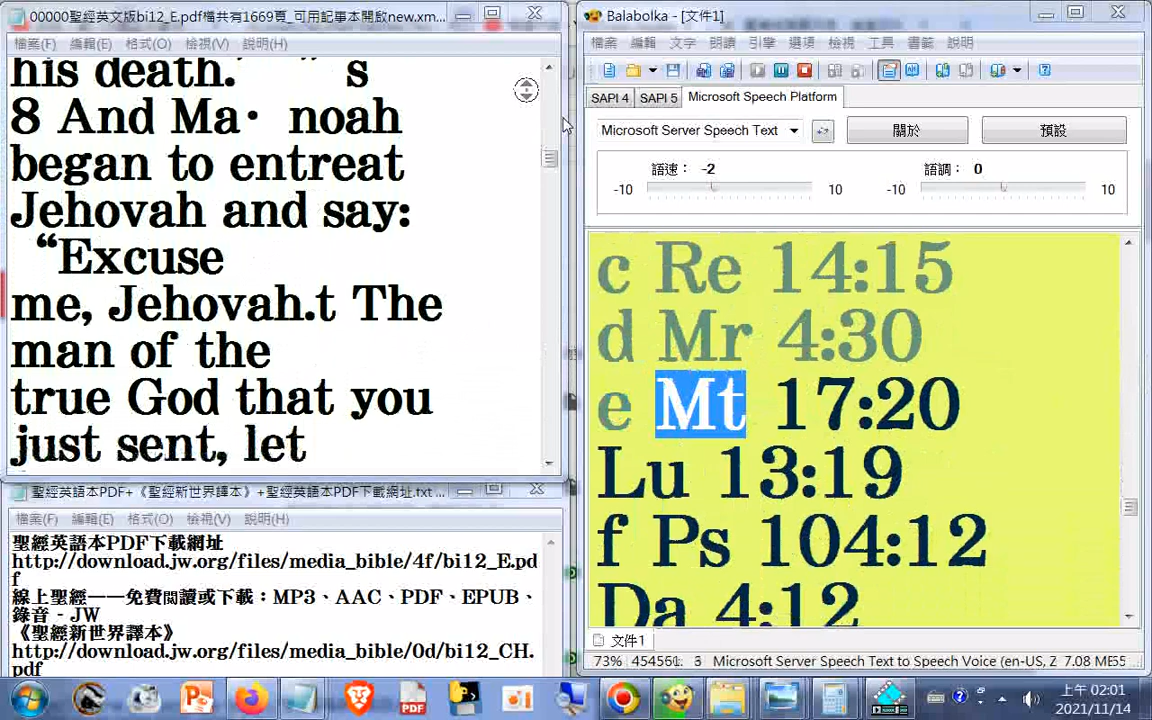 00000聖經英文版bi12_E.pdf檔共有1669頁_可用記事本開啟new.xm...
檔案(F) 編輯(E) 格式(O) 檢視(V) 說明(H)
his death. s
8 And Ma· noah
began to entreat
Jehovah and say:
“Excuse
me, Jehovah.t The
man of the
true God that you
just sent, let
聖經英語本PDF+《聖經新世界譯本》+聖經英語本PDF下載網址.txt ...
檔案(F) 編輯(E) 格式(O) 檢視(V) 說明(H)
聖經英語本PDF下載網址
http://download.jw.org/files/media_bible/4f/bi12_E.pd
f
線上聖經——免費閱讀或下載：MP3、AAC、PDF、EPUB、
錄音 - JW
《聖經新世界譯本》
http://download.jw.org/files/media_bible/0d/bi12_CH.
pdf
Balabolka - [文件1]
檔案 編輯 文字 朗讀 引擎 選項 檢視 工具 書籤 說明
SAPI 4 SAPI 5 Microsoft Speech Platform
Microsoft Server Speech Text 關於 預設
語速： -2 語調： 0
-10 10 -10 10
c Re 14:15
d Mr 4:30
e Mt 17:20
Lu 13:19
f Ps 104:12
Da 4:12
文件1
73% 454561. 3 Microsoft Server Speech Text to Speech Voice (en-US, Z 7.08 ME55
上午 02:01
2021/11/14